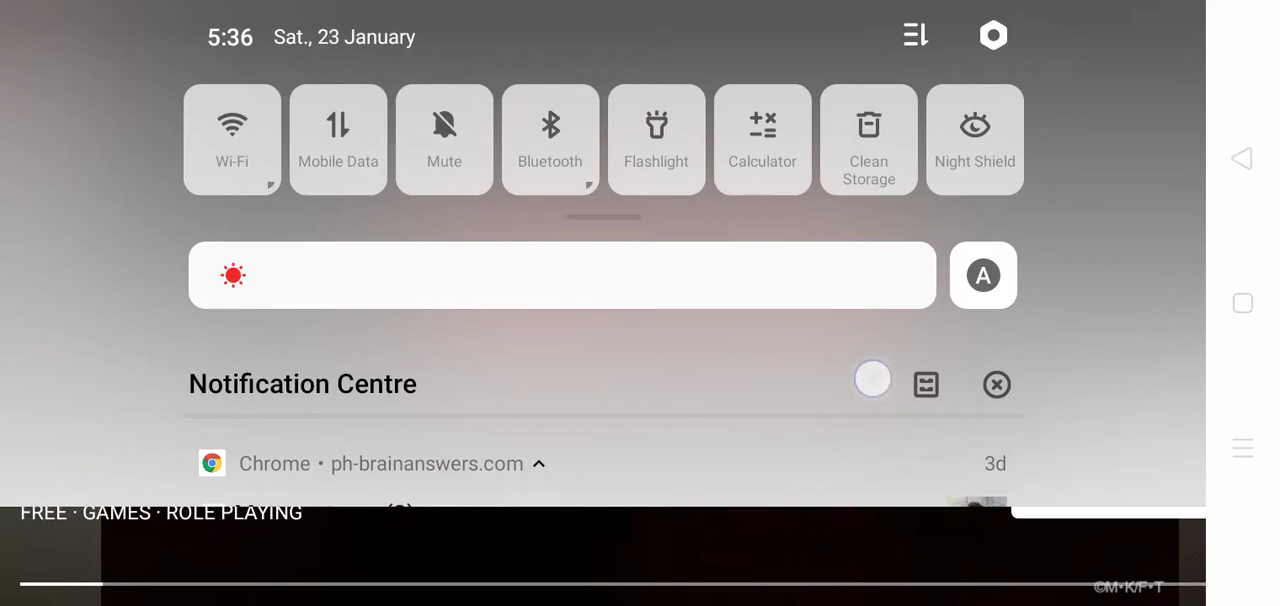 5:36 Sat., 23 January
Wi-Fi Mobile Data Mute Bluetooth Flashlight Calculator Clean Storage Night Shield
A
Notification Centre
Chrome • ph-brainanswers.com 3d
FREE · GAMES · ROLE PLAYING
©M•K/F•T